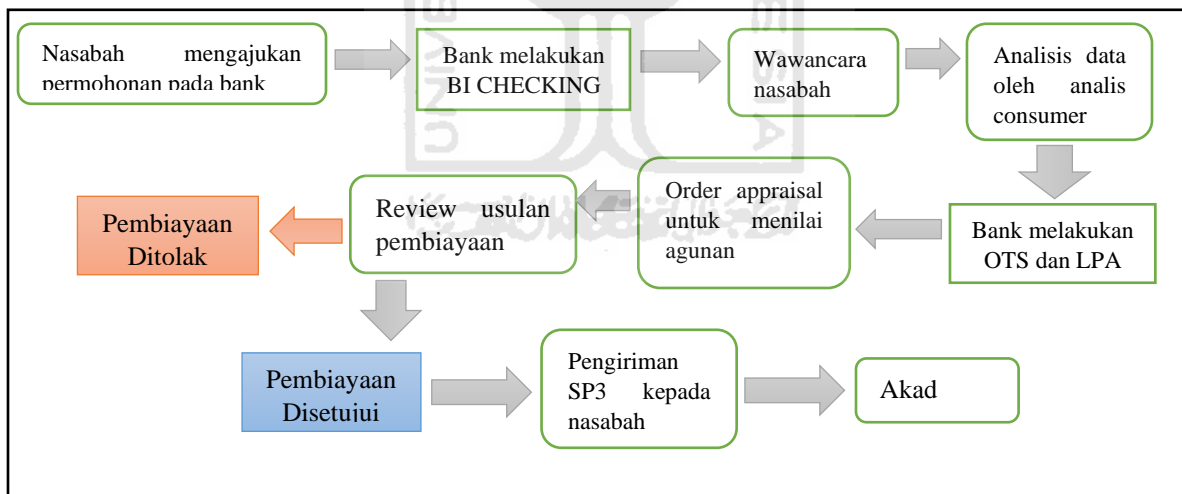 Nasabah mengajukan
permohonan pada bank
Bank melakukan
BI CHECKING
Wawancara
nasabah
Analisis data
oleh analis
consumer
Bank melakukan
OTS dan LPA
Order appraisal
untuk menilai
agunan
Review usulan
pembiayaan
Pembiayaan
Ditolak
Pembiayaan
Disetujui
Pengiriman
SP3 kepada
nasabah
Akad